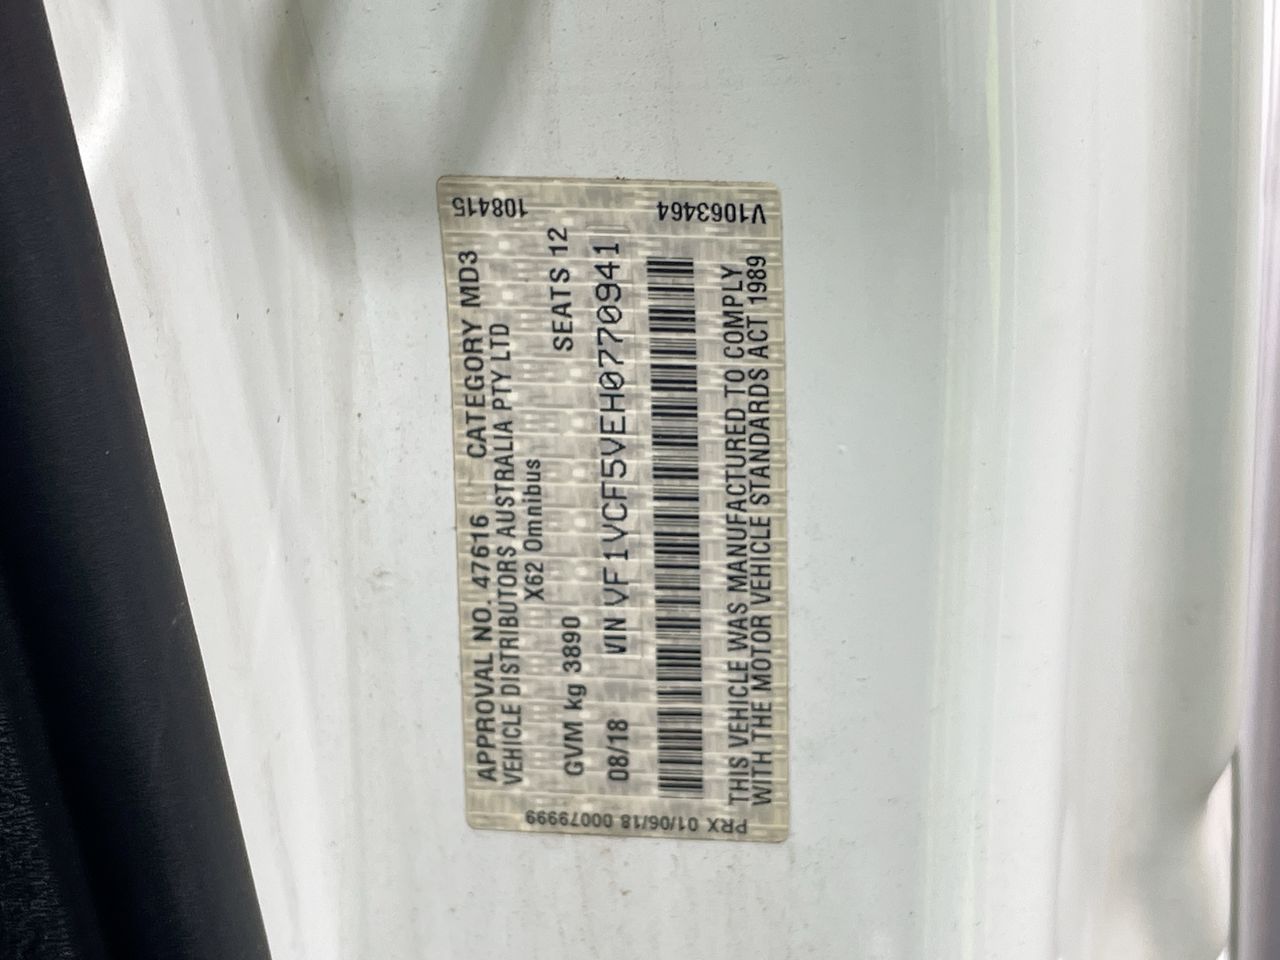 APPROVAL NO. 47616 CATEGORY MD3
VEHICLE DISTRIBUTORS AUSTRALIA PTY LTD
X62 Omnibus
GVM kg 3890 SEATS 12
08/18 VIN VF1VCF5VEH0770941
THIS VEHICLE WAS MANUFACTURED TO COMPLY
WITH THE MOTOR VEHICLE STANDARDS ACT 1989
108415
V1063464
PRX 01/06/18 00079999